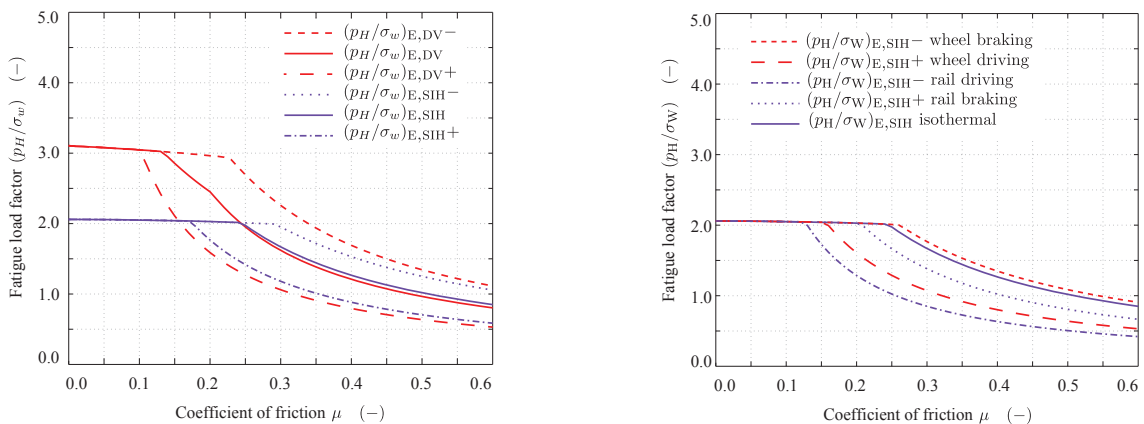 5.0
4.0
3.0
2.0
1.0
0.0
Fatigue load factor (p_H/σ_w) (−)
(p_H/σ_w)_E,DV−
(p_H/σ_w)_E,DV
(p_H/σ_w)_E,DV+
(p_H/σ_w)_E,SIH−
(p_H/σ_w)_E,SIH
(p_H/σ_w)_E,SIH+
0.0 0.1 0.2 0.3 0.4 0.5 0.6
Coefficient of friction μ (−)
5.0
4.0
3.0
2.0
1.0
0.0
Fatigue load factor (p_H/σ_W) (−)
(p_H/σ_W)_E,SIH− wheel braking
(p_H/σ_W)_E,SIH+ wheel driving
(p_H/σ_W)_E,SIH− rail driving
(p_H/σ_W)_E,SIH+ rail braking
(p_H/σ_W)_E,SIH isothermal
0.0 0.1 0.2 0.3 0.4 0.5 0.6
Coefficient of friction μ (−)